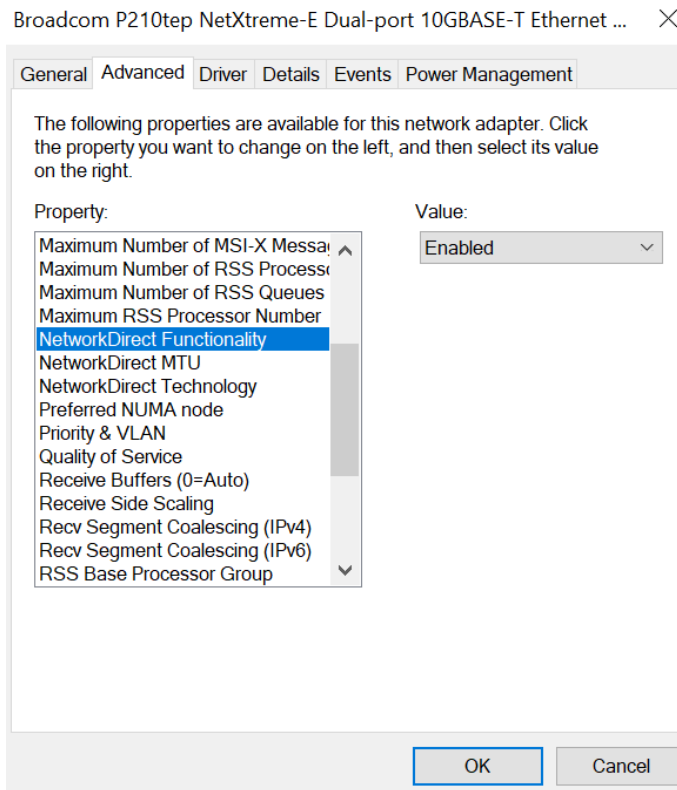 Broadcom P210tep NetXtreme-E Dual-port 10GBASE-T Ethernet ...
General Advanced Driver Details Events Power Management
The following properties are available for this network adapter. Click
the property you want to change on the left, and then select its value
on the right.
Property:
Value:
Maximum Number of MSI-X Messa
Enabled
Maximum Number of RSS Processo
Maximum Number of RSS Queues
Maximum RSS Processor Number
NetworkDirect Functionality
NetworkDirect MTU
NetworkDirect Technology
Preferred NUMA node
Priority & VLAN
Quality of Service
Receive Buffers (0=Auto)
Receive Side Scaling
Recv Segment Coalescing (IPv4)
Recv Segment Coalescing (IPv6)
RSS Base Processor Group
OK
Cancel